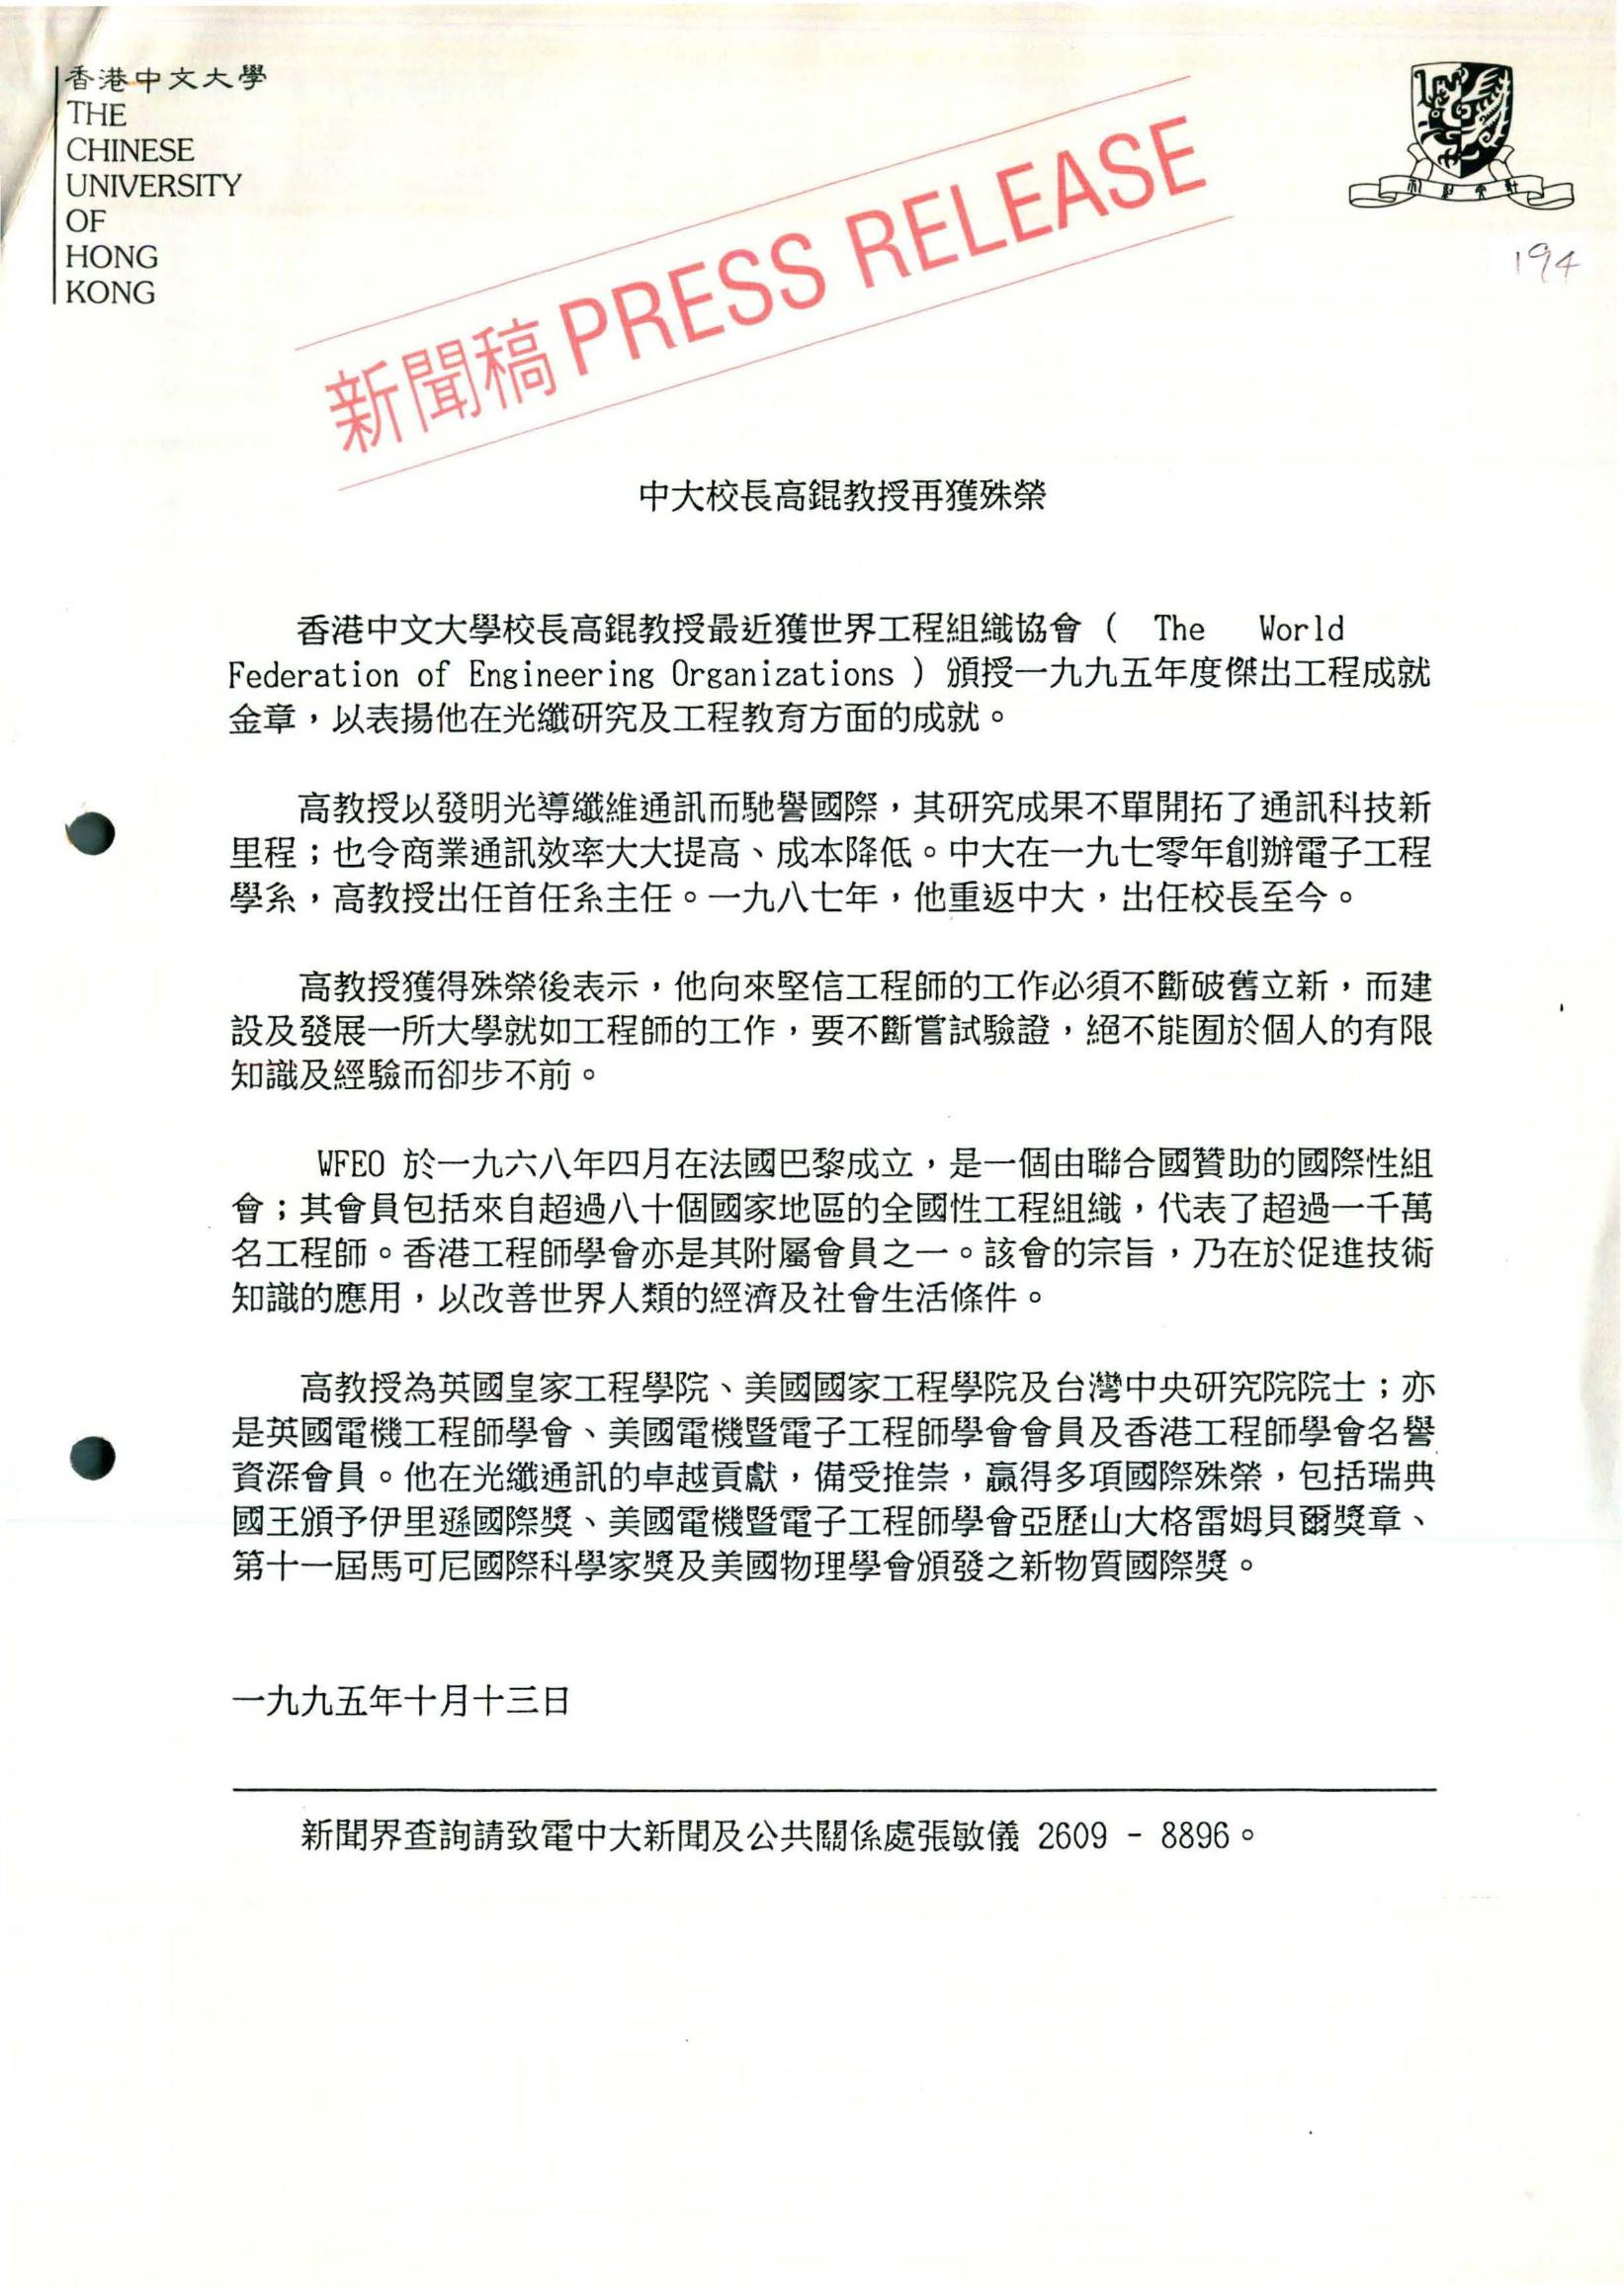 香港中文大學
THE
CHINESE
UNIVERSITY
OF
HONG
KONG
新聞稿 PRESS RELEASE
194
中大校長高錕教授再獲殊榮
香港中文大學校長高錕教授最近獲世界工程組織協會 ( The World
Federation of Engineering Organizations ) 頒授一九九五年度傑出工程成就
金章，以表揚他在光纖研究及工程教育方面的成就。
高教授以發明光導纖維通訊而馳譽國際，其研究成果不單開拓了通訊科技新
里程；也令商業通訊效率大大提高、成本降低。中大在一九七零年創辦電子工程
學系，高教授出任首任系主任。一九八七年，他重返中大，出任校長至今。
高教授獲得殊榮後表示，他向來堅信工程師的工作必須不斷破舊立新，而建
設及發展一所大學就如工程師的工作，要不斷嘗試驗證，絕不能囿於個人的有限
知識及經驗而卻步不前。
WFEO 於一九六八年四月在法國巴黎成立，是一個由聯合國贊助的國際性組
會；其會員包括來自超過八十個國家地區的全國性工程組織，代表了超過一千萬
名工程師。香港工程師學會亦是其附屬會員之一。該會的宗旨，乃在於促進技術
知識的應用，以改善世界人類的經濟及社會生活條件。
高教授為英國皇家工程學院、美國國家工程學院及台灣中央研究院院士；亦
是英國電機工程師學會、美國電機暨電子工程師學會會員及香港工程師學會名譽
資深會員。他在光纖通訊的卓越貢獻，備受推崇，贏得多項國際殊榮，包括瑞典
國王頒予伊里遜國際獎、美國電機暨電子工程師學會亞歷山大格雷姆貝爾獎章、
第十一屆馬可尼國際科學家獎及美國物理學會頒發之新物質國際獎。
一九九五年十月十三日
新聞界查詢請致電中大新聞及公共關係處張敏儀 2609 - 8896。